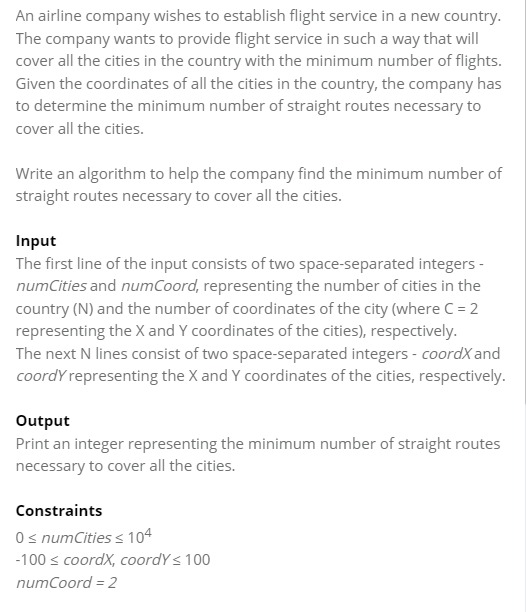 An airline company wishes to establish flight service in a new country.
The company wants to provide flight service in such a way that will
cover all the cities in the country with the minimum number of flights.
Given the coordinates of all the cities in the country, the company has
to determine the minimum number of straight routes necessary to
cover all the cities.
Write an algorithm to help the company find the minimum number of
straight routes necessary to cover all the cities.
Input
The first line of the input consists of two space-separated integers -
numCities and numCoord, representing the number of cities in the
country (N) and the number of coordinates of the city (where C = 2
representing the X and Y coordinates of the cities), respectively.
The next N lines consist of two space-separated integers - coordX and
coordY representing the X and Y coordinates of the cities, respectively.
Output
Print an integer representing the minimum number of straight routes
necessary to cover all the cities.
Constraints
0 ≤ numCities ≤ 10⁴
-100 ≤ coordX, coordY ≤ 100
numCoord = 2